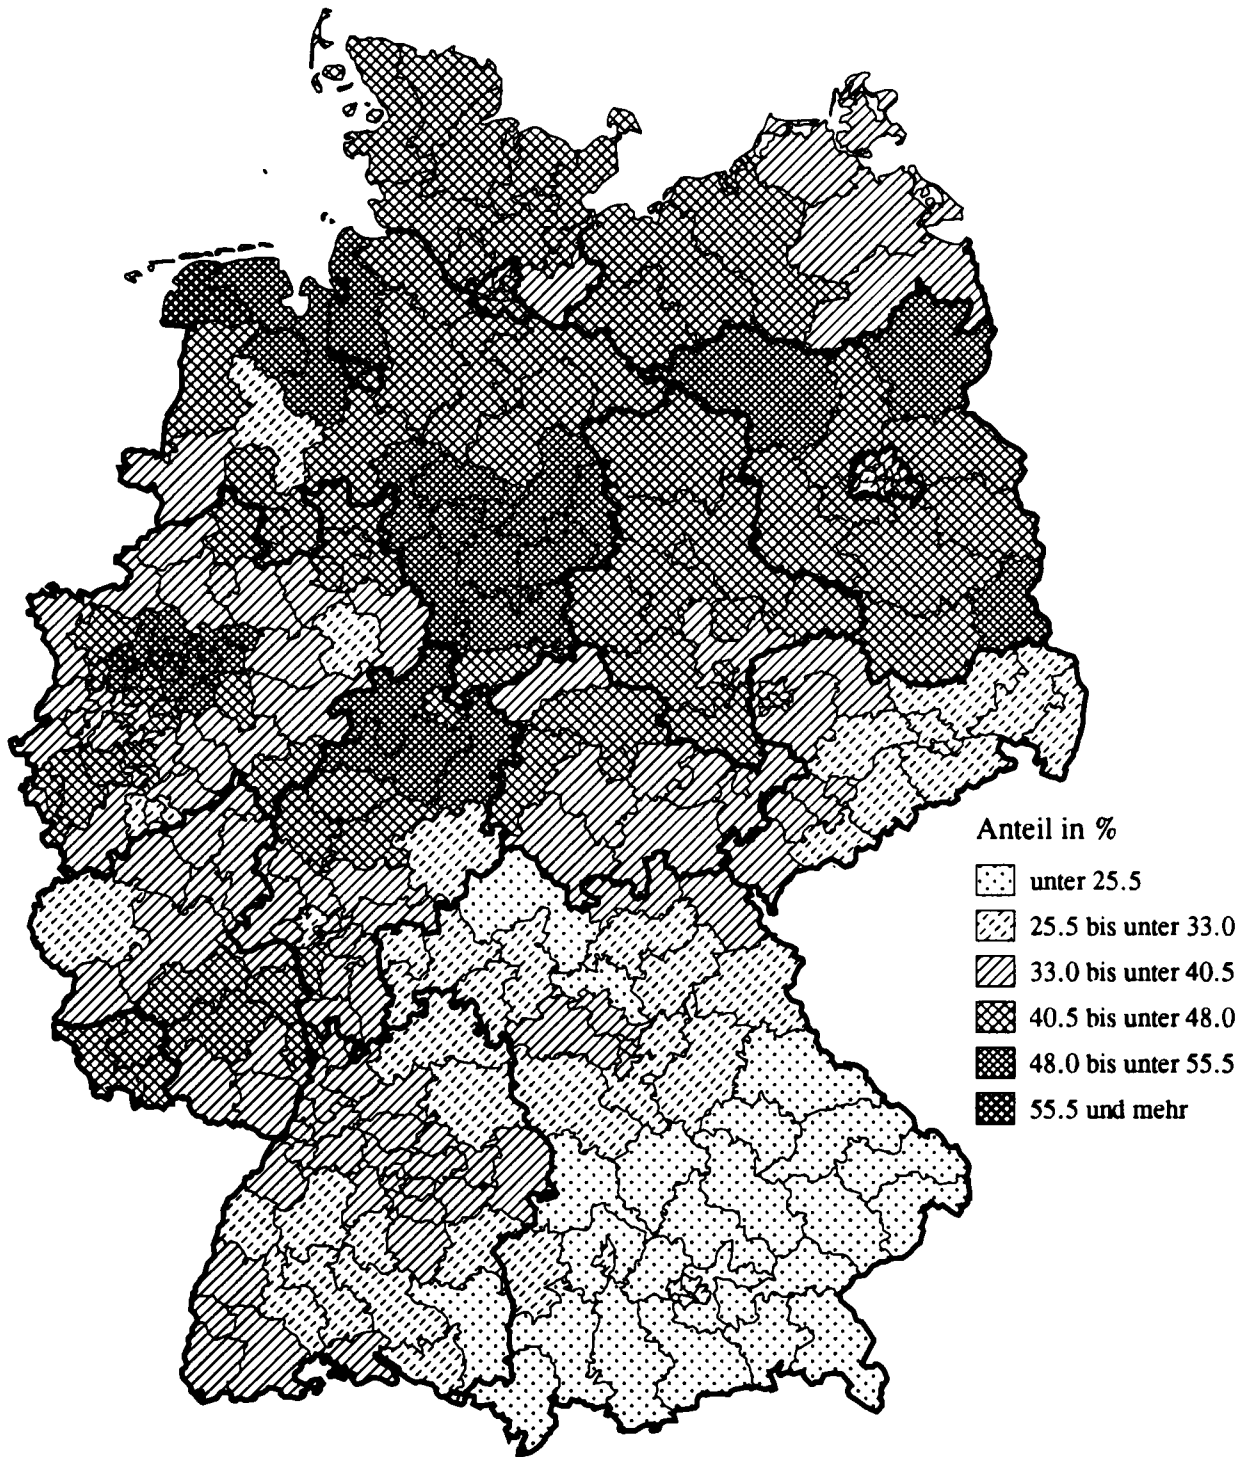 Anteil in %
unter 25.5
25.5 bis unter 33.0
33.0 bis unter 40.5
40.5 bis unter 48.0
48.0 bis unter 55.5
55.5 und mehr